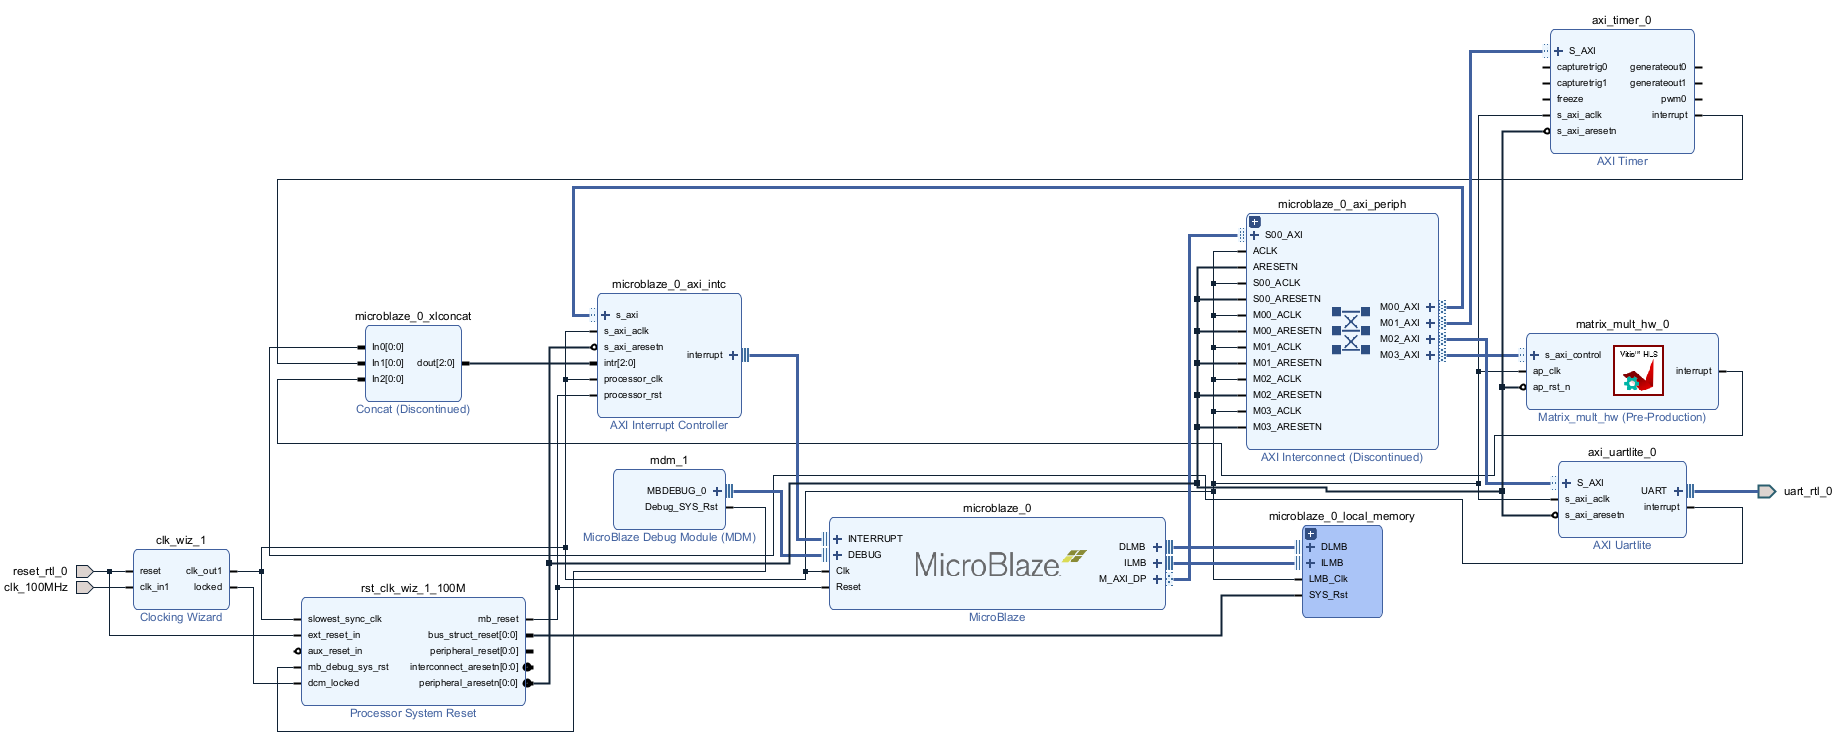 axi_timer_0
S_AXI
capturetrig0
capturetrig1
freeze
s_axi_aclk
s_axi_aresetn
generateout0
generateout1
pwm0
interrupt
AXI Timer
microblaze_0_axi_periph
S00_AXI
ACLK
ARESETN
S00_ACLK
S00_ARESETN
M00_ACLK
M00_ARESETN
M01_ACLK
M01_ARESETN
M02_ACLK
M02_ARESETN
M03_ACLK
M03_ARESETN
M00_AXI
M01_AXI
M02_AXI
M03_AXI
AXI Interconnect (Discontinued)
microblaze_0_axi_intc
s_axi
s_axi_aclk
s_axi_aresetn
intr[2:0]
processor_clk
processor_rst
interrupt
AXI Interrupt Controller
microblaze_0_xlconcat
In0[0:0]
In1[0:0]
In2[0:0]
dout[2:0]
Concat (Discontinued)
matrix_mult_hw_0
s_axi_control
ap_clk
ap_rst_n
Vitis™ HLS
interrupt
Matrix_mult_hw (Pre-Production)
mdm_1
MBDEBUG_0
Debug_SYS_Rst
MicroBlaze Debug Module (MDM)
axi_uartlite_0
S_AXI
s_axi_aclk
s_axi_aresetn
UART
interrupt
AXI Uartlite
uart_rtl_0
microblaze_0
INTERRUPT
DEBUG
Clk
Reset
MicroBlaze
DLMB
ILMB
M_AXI_DP
MicroBlaze
microblaze_0_local_memory
DLMB
ILMB
LMB_Clk
SYS_Rst
reset_rtl_0
clk_100MHz
clk_wiz_1
reset
clk_in1
clk_out1
locked
Clocking Wizard
rst_clk_wiz_1_100M
slowest_sync_clk
ext_reset_in
aux_reset_in
mb_debug_sys_rst
dcm_locked
mb_reset
bus_struct_reset[0:0]
peripheral_reset[0:0]
interconnect_aresetn[0:0]
peripheral_aresetn[0:0]
Processor System Reset